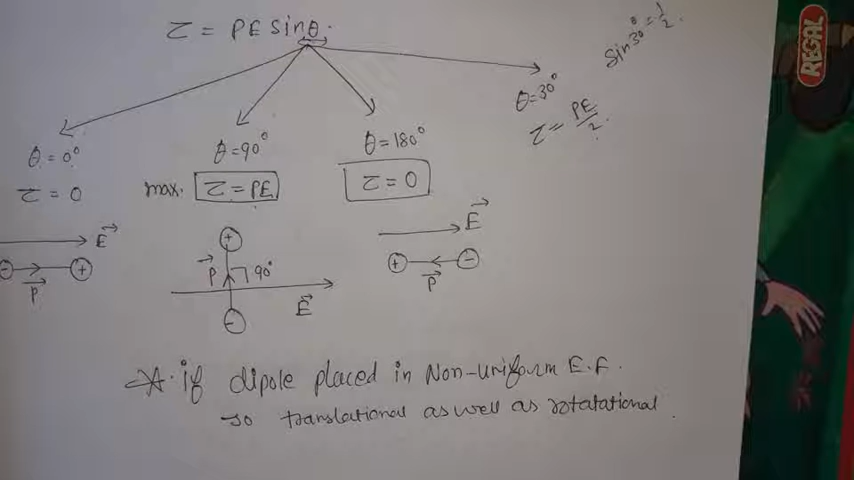 τ = PE sinθ.
sin30° = 1/2.
θ = 0°
τ = 0
θ = 90°
max. τ = PE
θ = 180°
τ = 0
θ = 30°
τ = PE/2.
E
- +
P
+
P 90°
E
-
E
+ -
P
if dipole placed in Non-uniform E.F.
so translational as well as rotatational.
REGAL